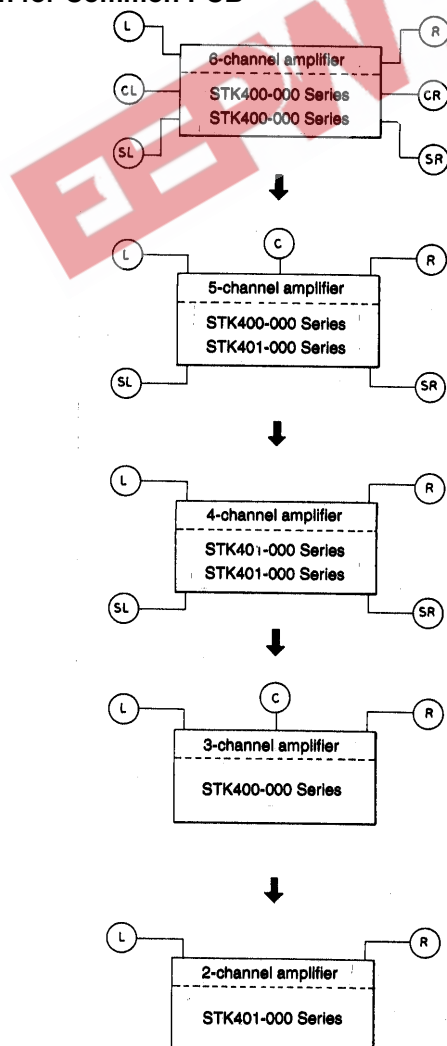 n for Common PCB
L R
6-channel amplifier
CL STK400-000 Series CR
STK400-000 Series
SL SR
EEPW
C
L R
5-channel amplifier
STK400-000 Series
STK401-000 Series
SL SR
L R
4-channel amplifier
STK401-000 Series
STK401-000 Series
SL SR
C
L R
3-channel amplifier
STK400-000 Series
L R
2-channel amplifier
STK401-000 Series